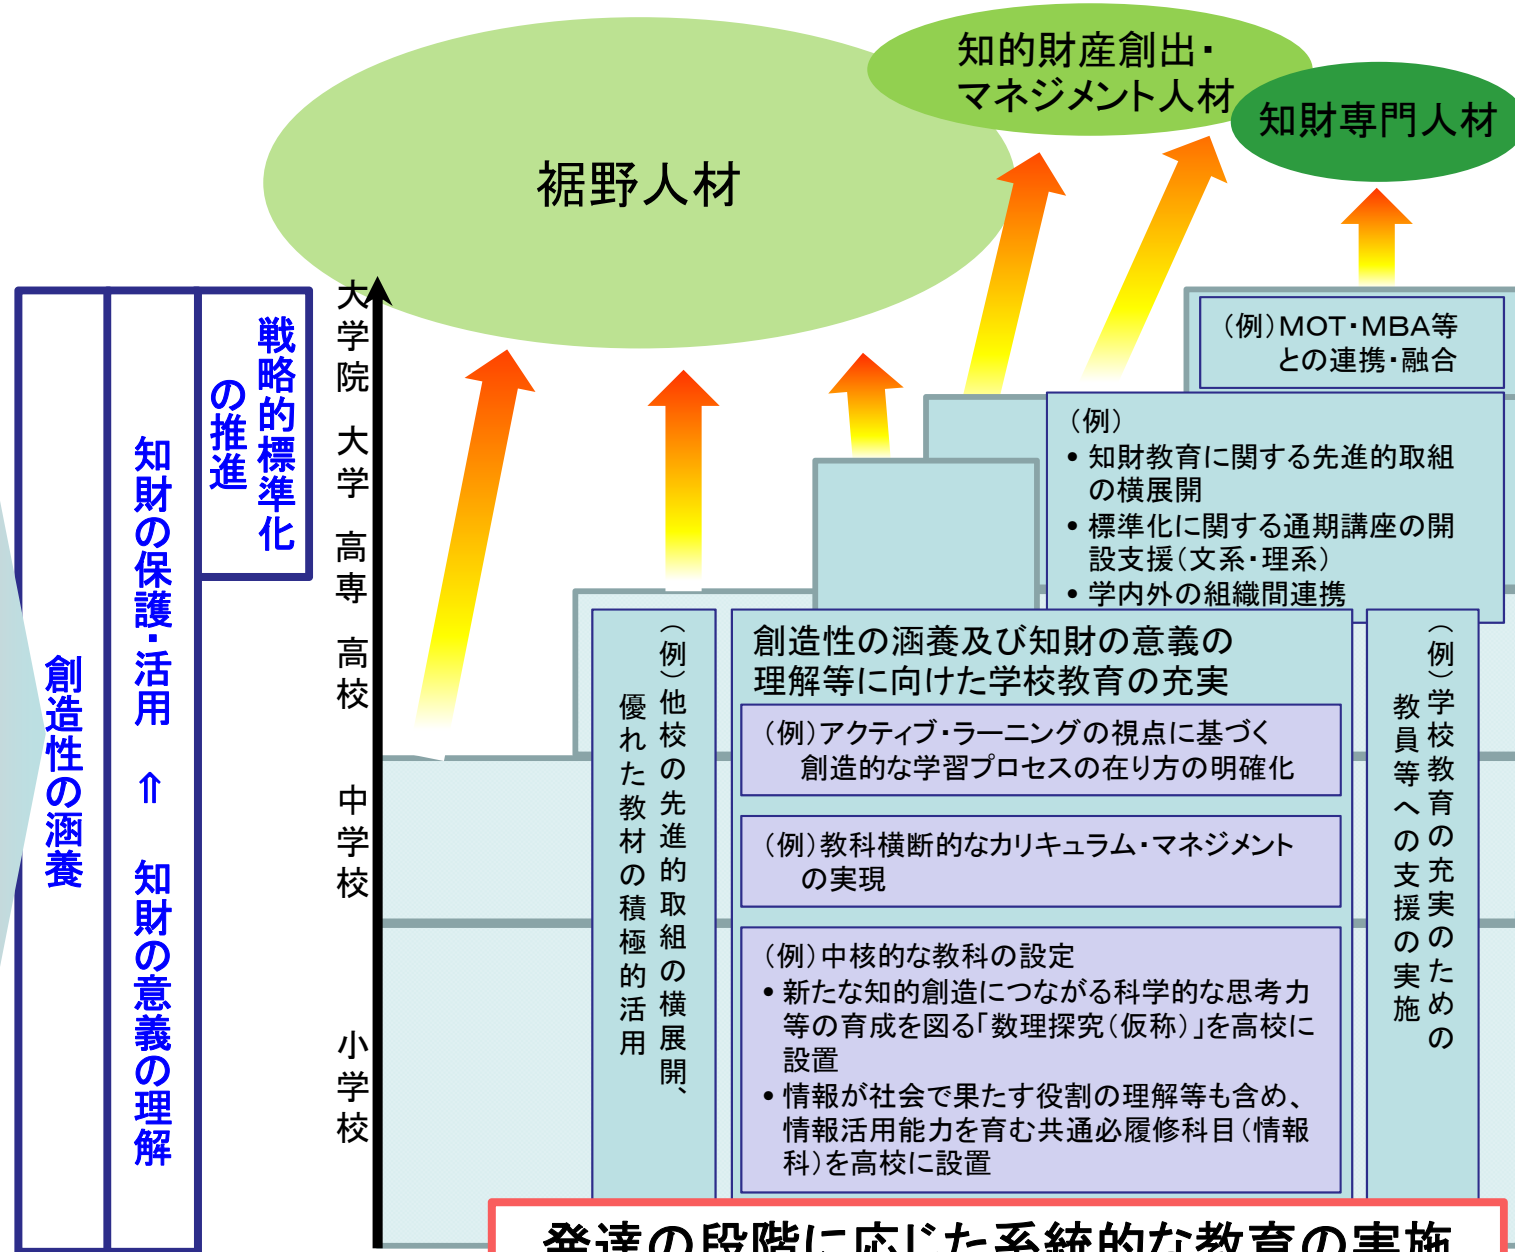 知的財産創出・
マネジメント人材
知財専門人材
裾野人材
戦略的標準化
の推進
知財の保護・活用 ⇑ 知財の意義の理解
創造性の涵養
大学院
大学
高専
高校
中学校
小学校
（例）ＭＯＴ・ＭＢＡ等
との連携・融合
（例）
• 知財教育に関する先進的取組
の横展開
• 標準化に関する通期講座の開
設支援（文系・理系）
• 学内外の組織間連携
（例）他校の先進的取組の横展開、
優れた教材の積極的活用
創造性の涵養及び知財の意義の
理解等に向けた学校教育の充実
（例）アクティブ・ラーニングの視点に基づく
創造的な学習プロセスの在り方の明確化
（例）教科横断的なカリキュラム・マネジメント
の実現
（例）中核的な教科の設定
• 新たな知的創造につながる科学的な思考力
等の育成を図る「数理探究（仮称）」を高校に
設置
• 情報が社会で果たす役割の理解等も含め、
情報活用能力を育む共通必履修科目（情報
科）を高校に設置
（例）学校教育の充実のための
教員等への支援の実施
発達の段階に応じた系統的な教育の実施